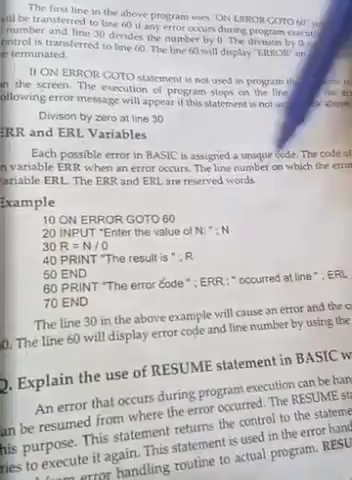 The first line in the above program uses 'ON ERROR GOTO 60'
will be transferred to line 60 if any error occurs during program
number and line 30 divides the number by 0. The division by 0
control is transferred to line 60. The line 60 will display "ERROR" on
terminated.
If ON ERROR GOTO statement is not used in program
on the screen. The execution of program stops on the line
following error message will appear if this statement is not
Divison by zero at line 30
ERR and ERL Variables
Each possible error in BASIC is assigned a unique code. The code of
n variable ERR when an error occurs. The line number on which the error
variable ERL. The ERR and ERL are reserved words.
Example
10 ON ERROR GOTO 60
20 INPUT "Enter the value of N: " ; N
30 R = N / 0
40 PRINT "The result is " ; R
50 END
60 PRINT "The error code " ; ERR ; " occurred at line " ; ERL
70 END
The line 30 in the above example will cause an error and the
0. The line 60 will display error code and line number by using the
Q. Explain the use of RESUME statement in BASIC
An error that occurs during program execution can be
an be resumed from where the error occurred. The RESUME
his purpose. This statement returns the control to the
ries to execute it again. This statement is used in the error
error handling routine to actual program.